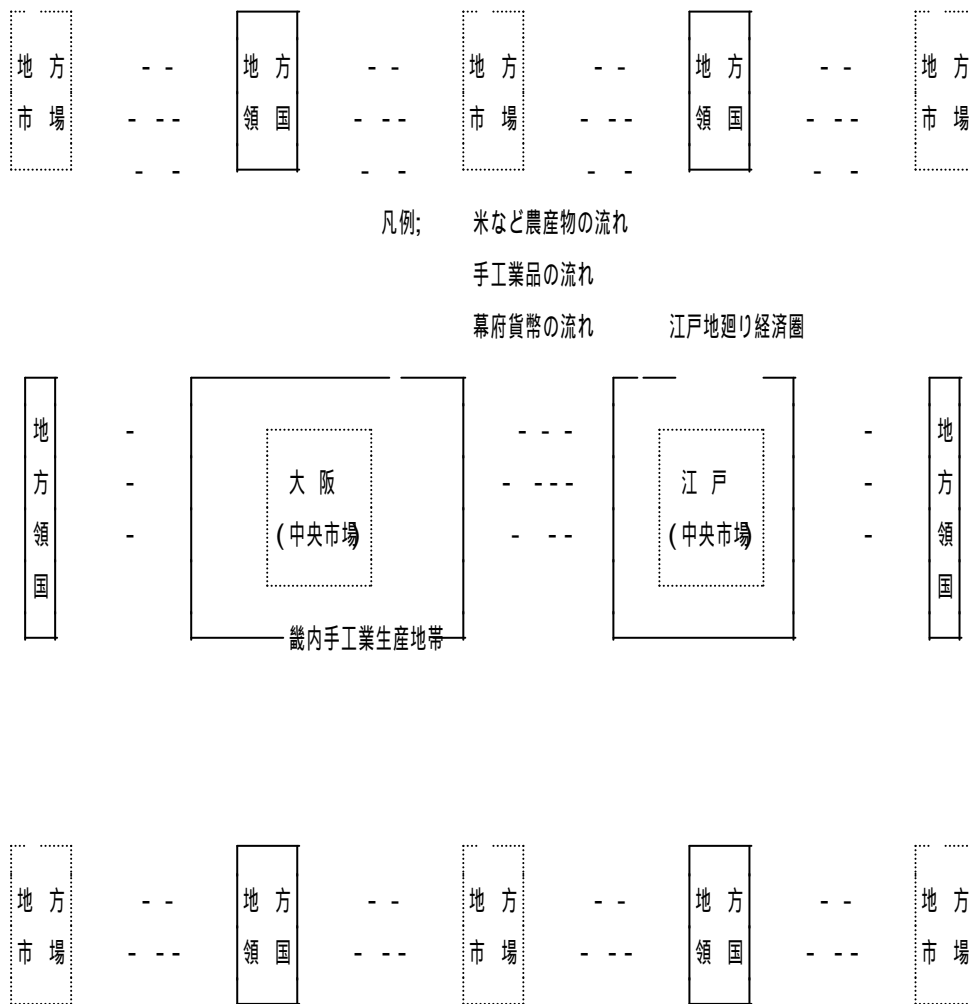 地方 -- 地方 -- 地方 -- 地方 -- 地方
市場 - -- 領国 - -- 市場 - -- 領国 - -- 市場
- - - - - - - -
凡例; 米など農産物の流れ
手工業品の流れ
幕府貨幣の流れ 江戸地廻り経済圏
地 - - - - - 地
方 - 大阪 - --- 江戸 - 方
領 - (中央市場) - -- (中央市場) - 領
国 国
畿内手工業生産地帯
地方 -- 地方 -- 地方 -- 地方 -- 地方
市場 - -- 領国 - -- 市場 - -- 領国 - -- 市場